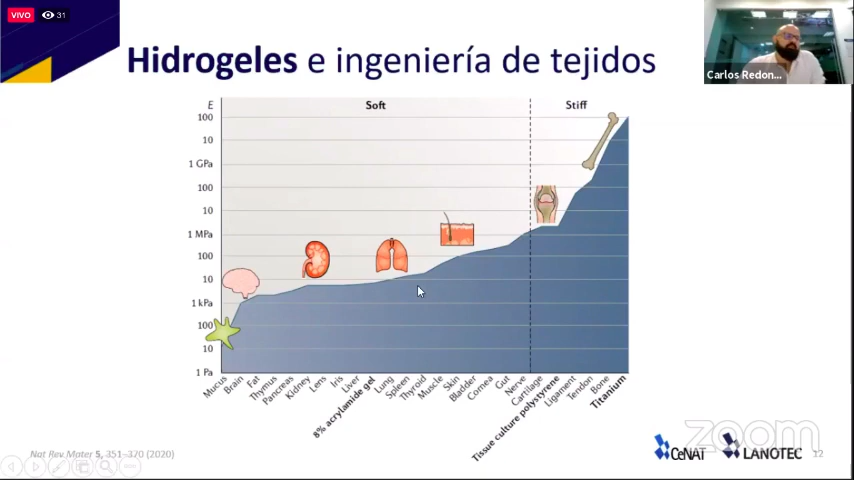 VIVO
31
Hidrogeles e ingeniería de tejidos
Carlos Redon...
E
Soft
Stiff
100
10
1 GPa
100
10
1 MPa
100
10
1 kPa
100
10
1 Pa
Mucus
Brain
Fat
Thymus
Pancreas
Kidney
Lens
Iris
Liver
8% acrylamide gel
Lung
Spleen
Thyroid
Muscle
Skin
Bladder
Cornea
Gut
Nerve
Cartilage
Tissue culture polystyrene
Ligament
Tendon
Bone
Titanium
Nat Rev Mater 5, 351–370 (2020)
CeNAT
LANOTEC
zoom
12